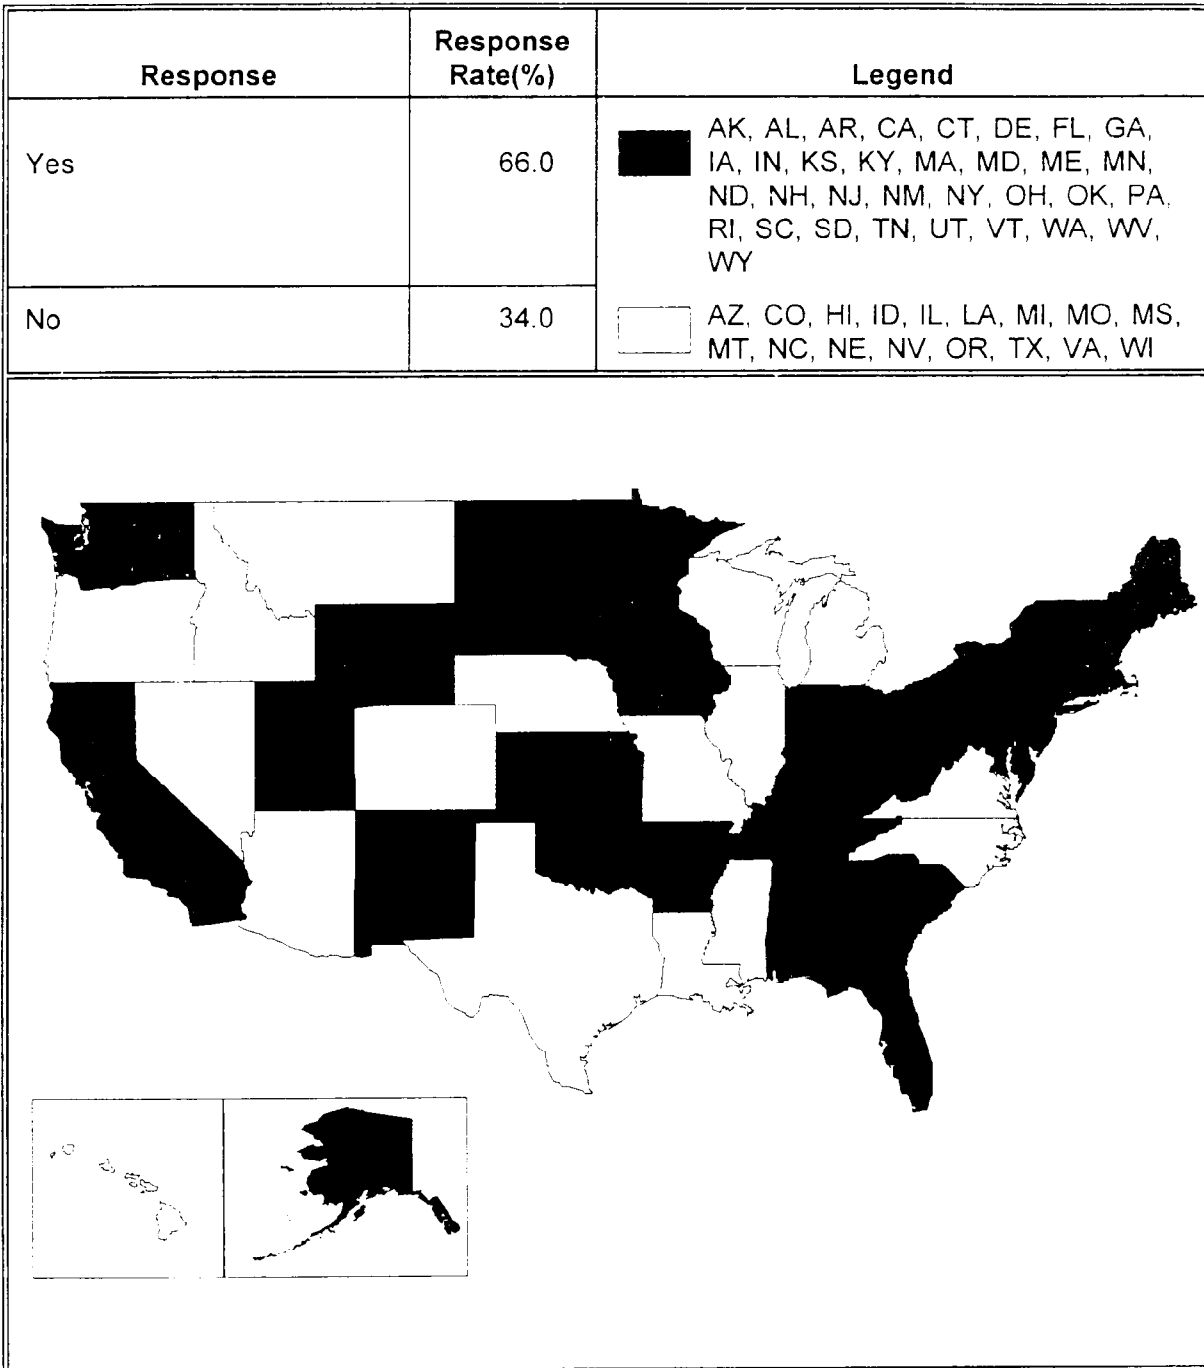 Response
Response
Rate(%)
Legend
Yes
66.0
AK, AL, AR, CA, CT, DE, FL, GA,
IA, IN, KS, KY, MA, MD, ME, MN,
ND, NH, NJ, NM, NY, OH, OK, PA,
RI, SC, SD, TN, UT, VT, WA, WV,
WY
No
34.0
AZ, CO, HI, ID, IL, LA, MI, MO, MS,
MT, NC, NE, NV, OR, TX, VA, WI